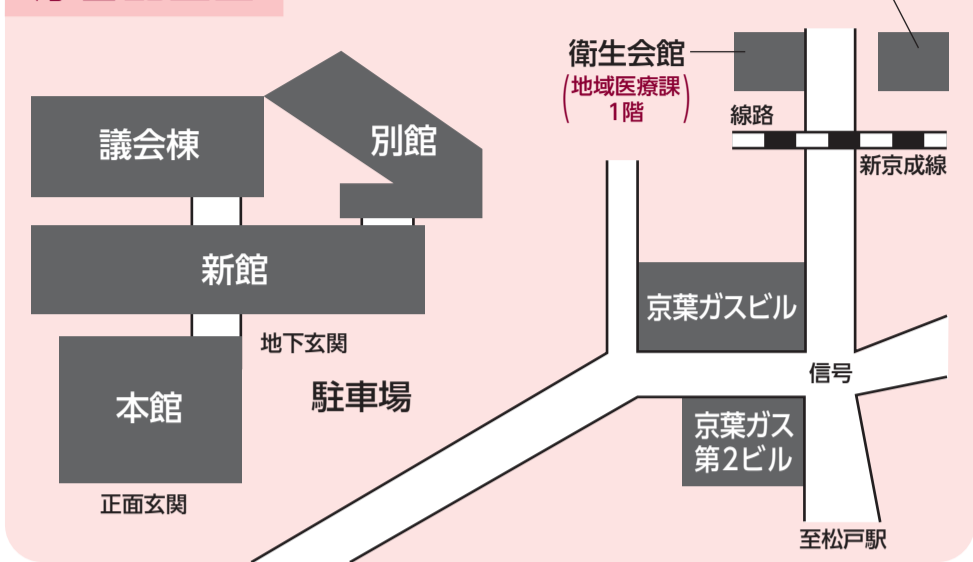 衛生会館
(地域医療課
1階)
線路
新京成線
議会棟
別館
新館
地下玄関
本館
駐車場
正面玄関
京葉ガスビル
信号
京葉ガス
第2ビル
至松戸駅